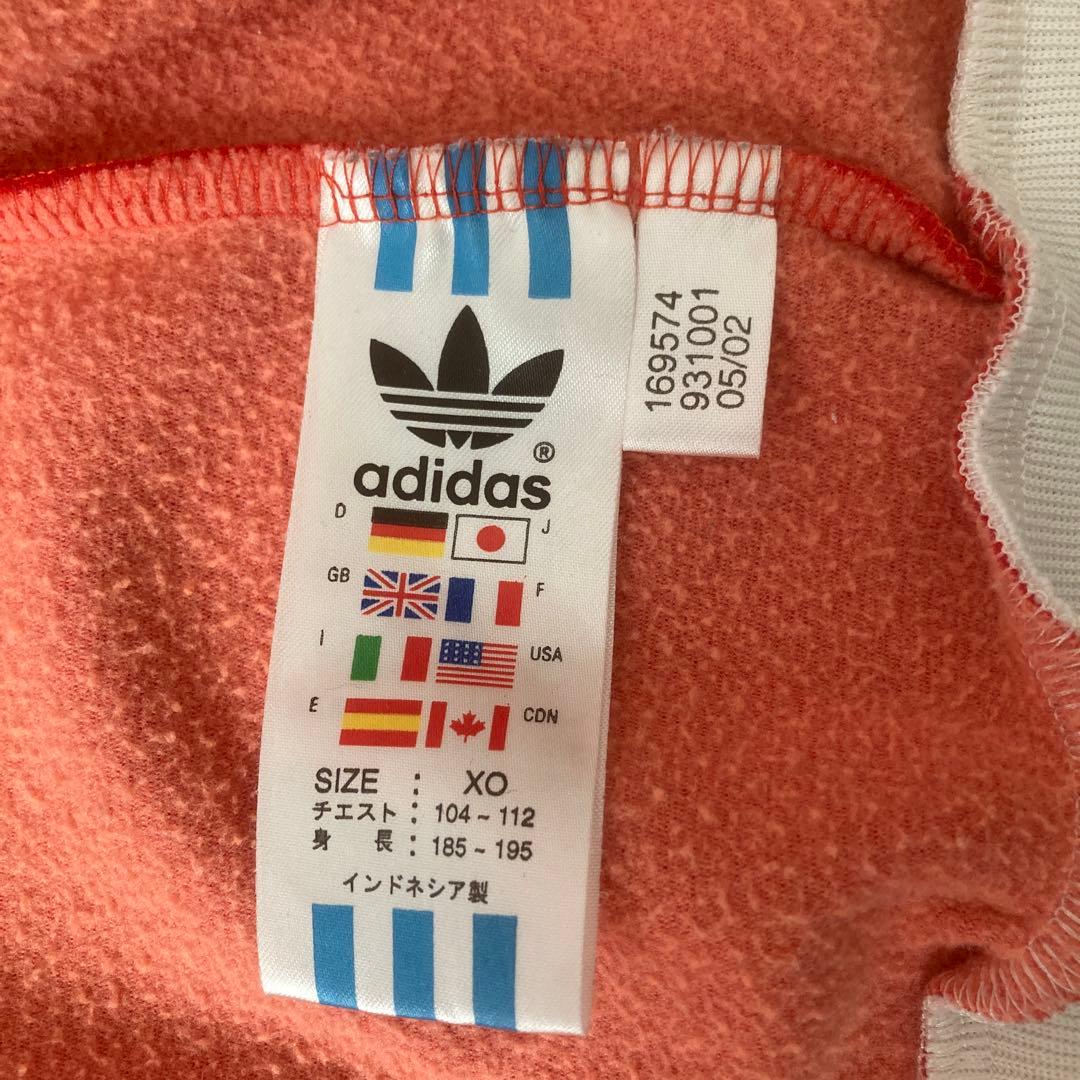 adidas®
D J
GB F
I USA
E CDN
SIZE : XO
チエスト : 104~112
身 長 : 185~195
インドネシア製
169574
931001
05/02